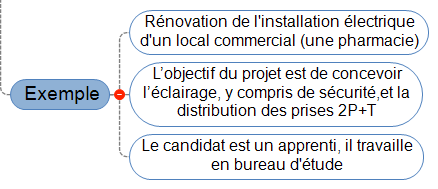 Rénovation de l'installation électrique
d'un local commercial (une pharmacie)
Exemple
L'objectif du projet est de concevoir
l'éclairage, y compris de sécurité,et la
distribution des prises 2P+T
Le candidat est un apprenti, il travaille
en bureau d'étude